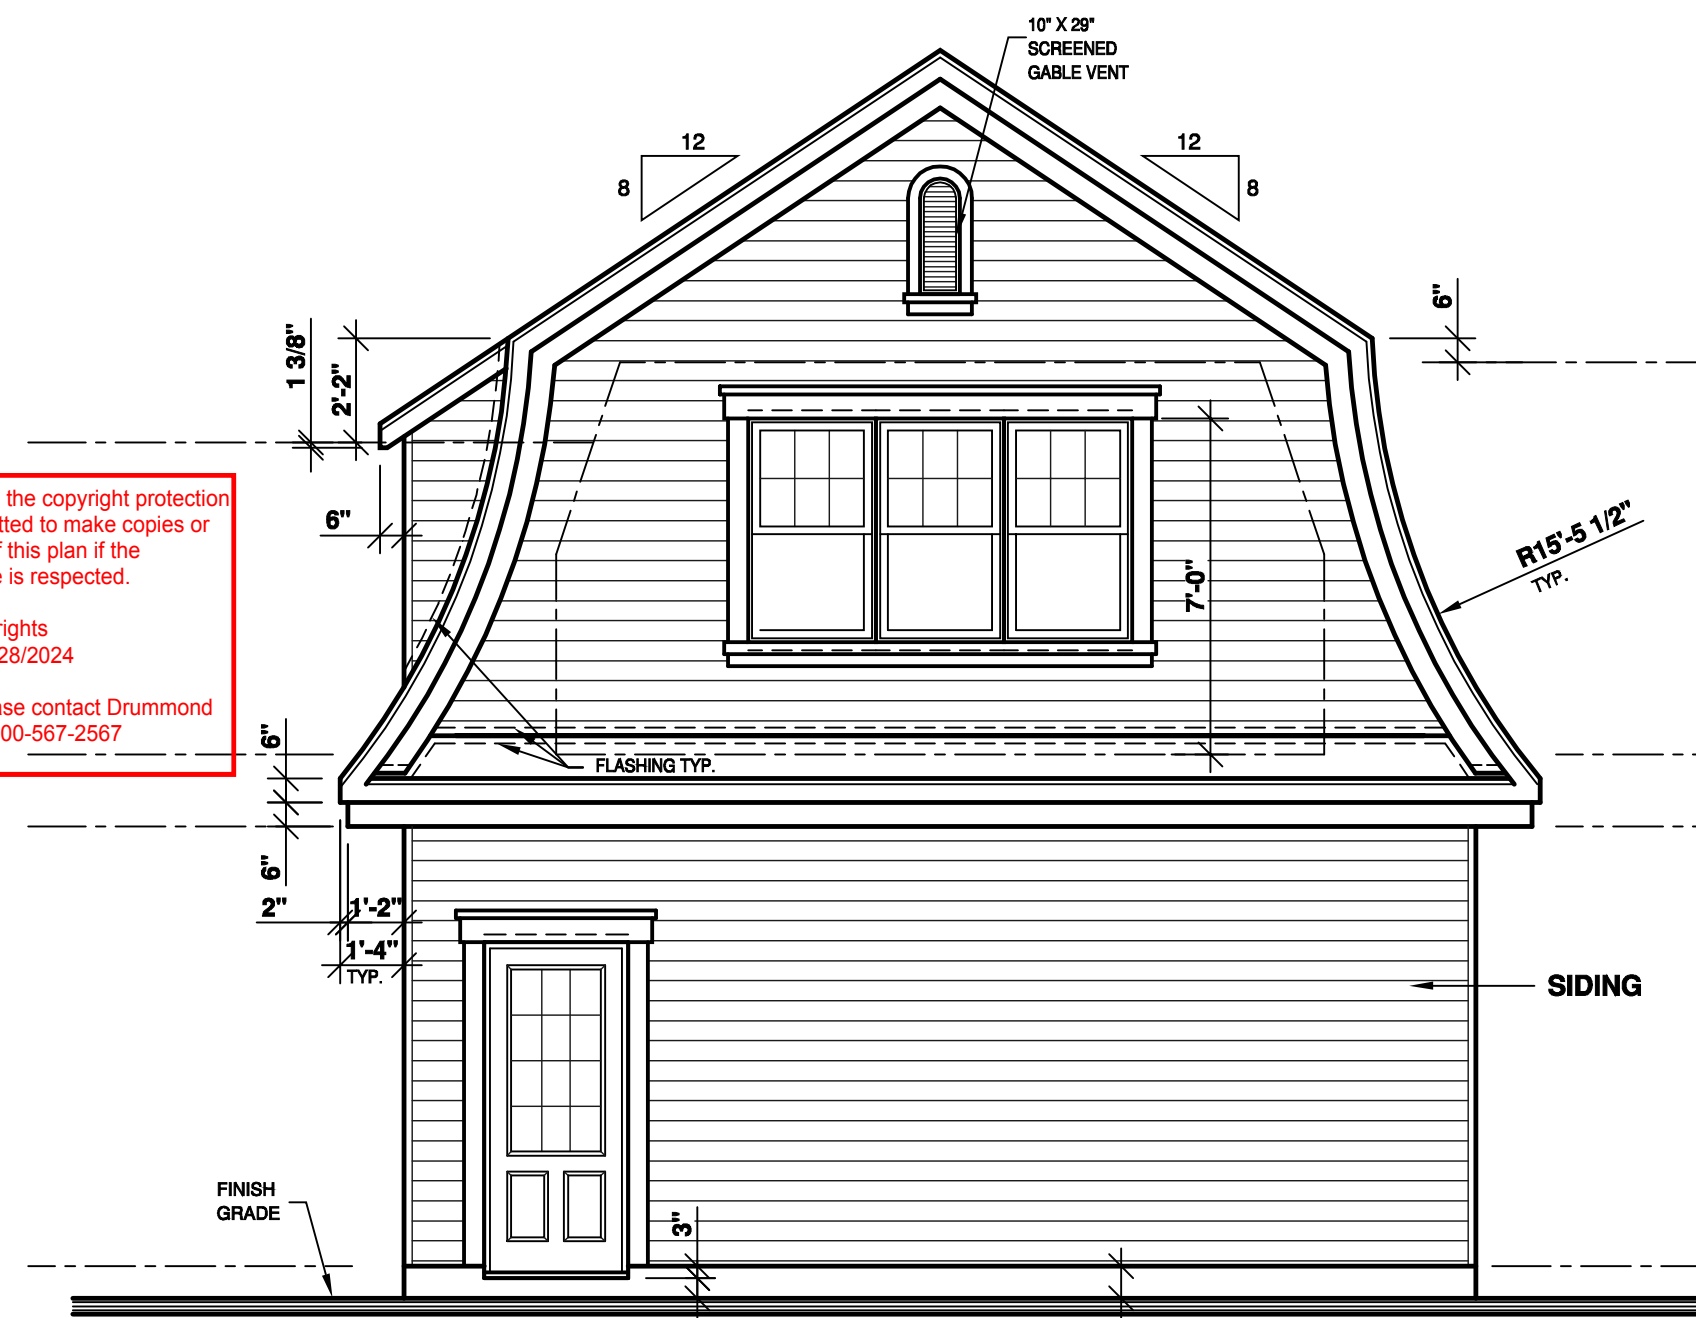 10" X 29"
SCREENED
GABLE VENT
12
8
12
8
6"
1 3/8"
2'-2"
6"
the copyright protection
tted to make copies or
f this plan if the
e is respected.
rights
28/2024
ase contact Drummond
00-567-2567
R15'-5 1/2"
TYP.
7'-0"
6"
FLASHING TYP.
6"
2"
1'-2"
1'-4"
TYP.
SIDING
FINISH
GRADE
3"